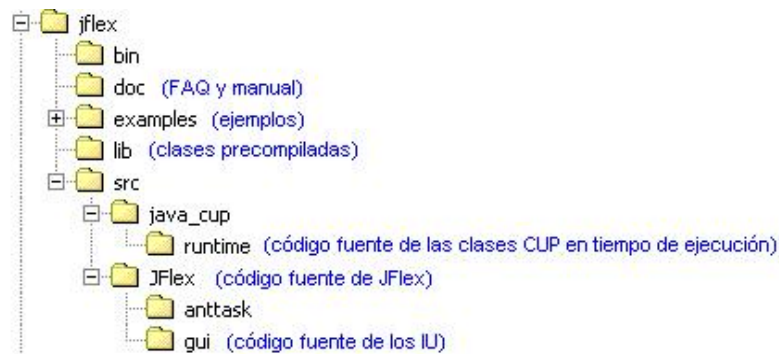 jflex
bin
doc (FAQ y manual)
examples (ejemplos)
lib (clases precompiladas)
src
java_cup
runtime (código fuente de las clases CUP en tiempo de ejecución)
JFlex (código fuente de JFlex)
anttask
gui (código fuente de los IU)